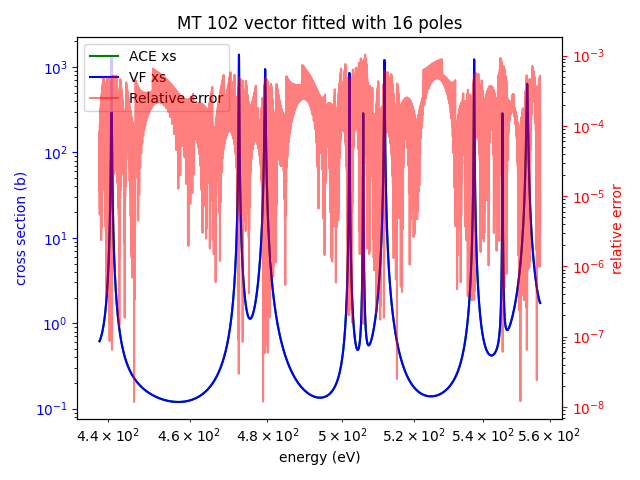 MT 102 vector fitted with 16 poles
ACE xs
VF xs
Relative error
cross section (b)
10³
10²
10¹
10⁰
10⁻¹
10⁻³
10⁻⁴
10⁻⁵
10⁻⁶
10⁻⁷
10⁻⁸
relative error
4.4 × 10² 4.6 × 10² 4.8 × 10² 5 × 10² 5.2 × 10² 5.4 × 10² 5.6 × 10²
energy (eV)